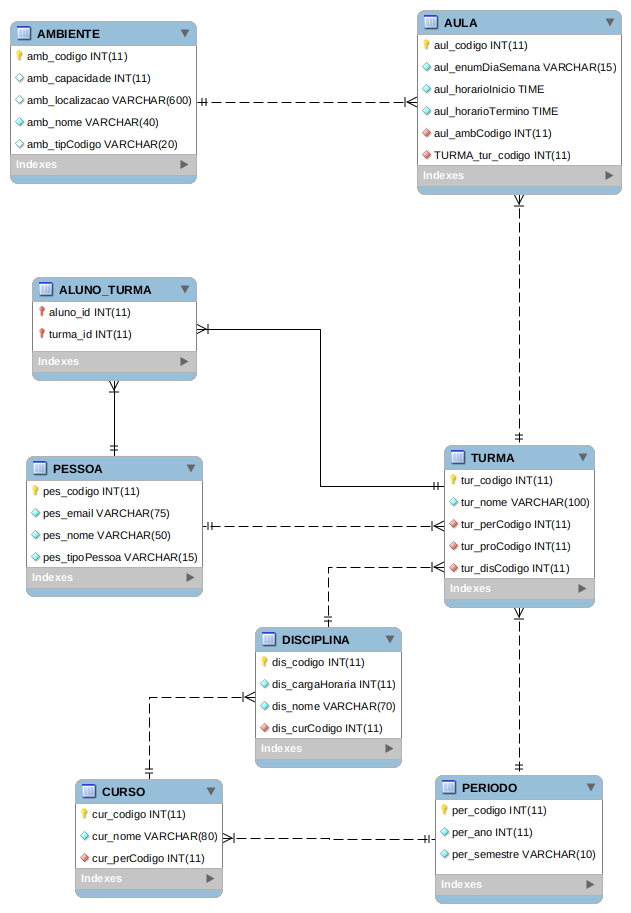 AMBIENTE
amb_codigo INT(11)
amb_capacidade INT(11)
amb_localizacao VARCHAR(600)
amb_nome VARCHAR(40)
amb_tipCodigo VARCHAR(20)
Indexes
AULA
aul_codigo INT(11)
aul_enumDiaSemana VARCHAR(15)
aul_horarioInicio TIME
aul_horarioTermino TIME
aul_ambCodigo INT(11)
TURMA_tur_codigo INT(11)
Indexes
ALUNO_TURMA
aluno_id INT(11)
turma_id INT(11)
Indexes
PESSOA
pes_codigo INT(11)
pes_email VARCHAR(75)
pes_nome VARCHAR(50)
pes_tipoPessoa VARCHAR(15)
Indexes
TURMA
tur_codigo INT(11)
tur_nome VARCHAR(100)
tur_perCodigo INT(11)
tur_proCodigo INT(11)
tur_disCodigo INT(11)
Indexes
DISCIPLINA
dis_codigo INT(11)
dis_cargaHoraria INT(11)
dis_nome VARCHAR(70)
dis_curCodigo INT(11)
Indexes
CURSO
cur_codigo INT(11)
cur_nome VARCHAR(80)
cur_perCodigo INT(11)
Indexes
PERIODO
per_codigo INT(11)
per_ano INT(11)
per_semestre VARCHAR(10)
Indexes